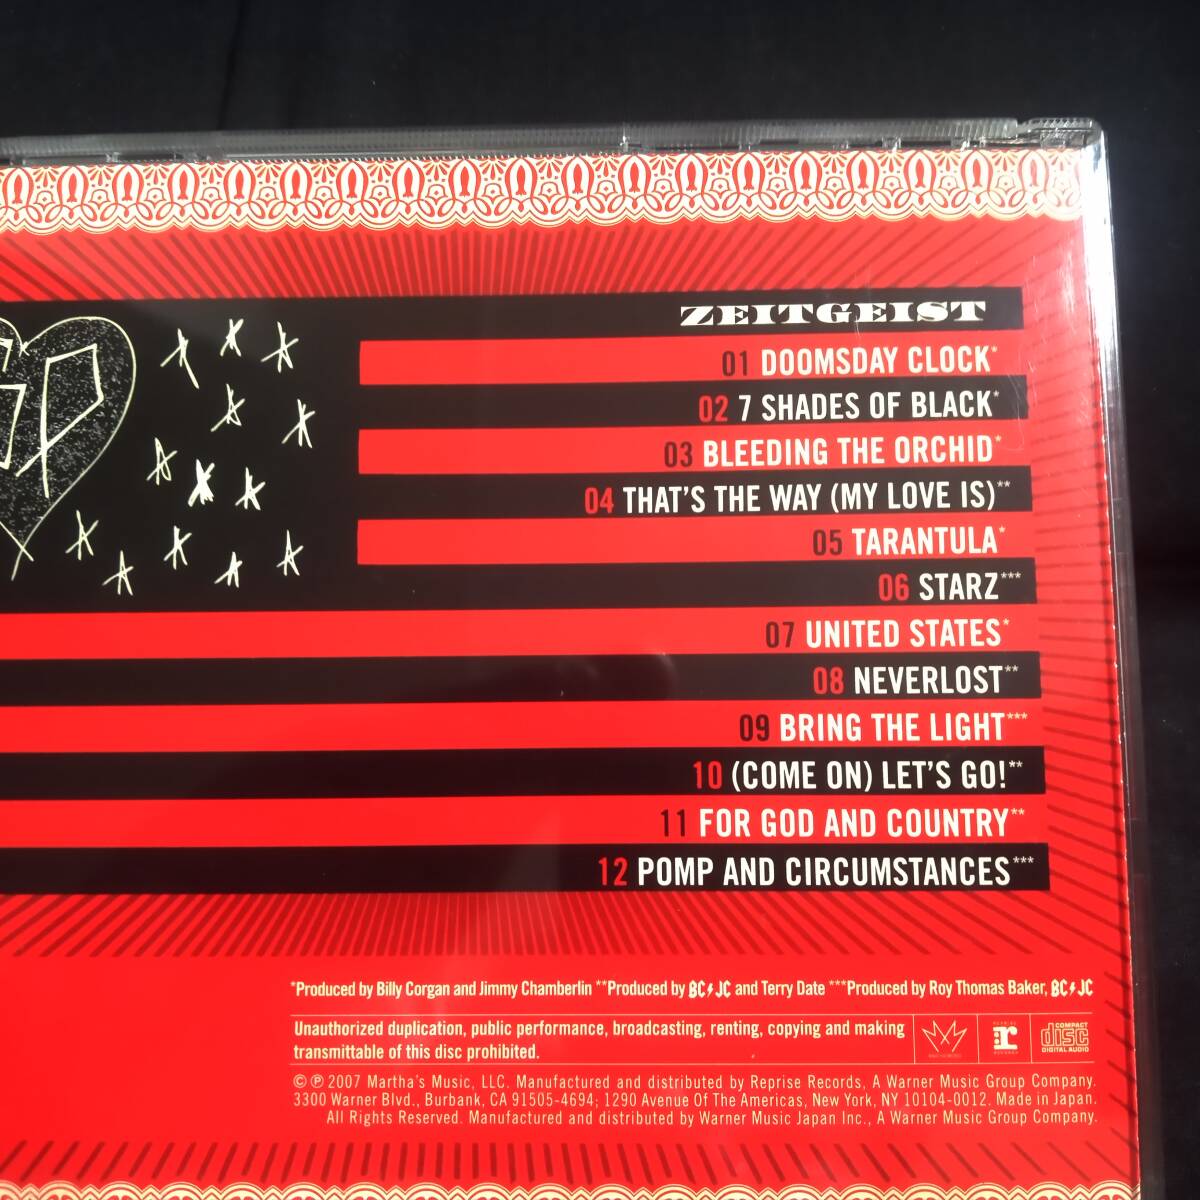 SP
ZEITGEIST
01 DOOMSDAY CLOCK*
02 7 SHADES OF BLACK*
03 BLEEDING THE ORCHID*
04 THAT'S THE WAY (MY LOVE IS)**
05 TARANTULA*
06 STARZ***
07 UNITED STATES*
08 NEVERLOST**
09 BRING THE LIGHT***
10 (COME ON) LET'S GO!**
11 FOR GOD AND COUNTRY**
12 POMP AND CIRCUMSTANCES***
*Produced by Billy Corgan and Jimmy Chamberlin **Produced by BC⚡JC and Terry Date ***Produced by Roy Thomas Baker, BC⚡JC
Unauthorized duplication, public performance, broadcasting, renting, copying and making
transmittable of this disc prohibited.
r
COMPACT
disc
DIGITAL AUDIO
©℗ 2007 Martha's Music, LLC. Manufactured and distributed by Reprise Records, A Warner Music Group Company.
3300 Warner Blvd., Burbank, CA 91505-4694; 1290 Avenue Of The Americas, New York, NY 10104-0012. Made in Japan.
All Rights Reserved. Manufactured and distributed by Warner Music Japan Inc., A Warner Music Group Company.